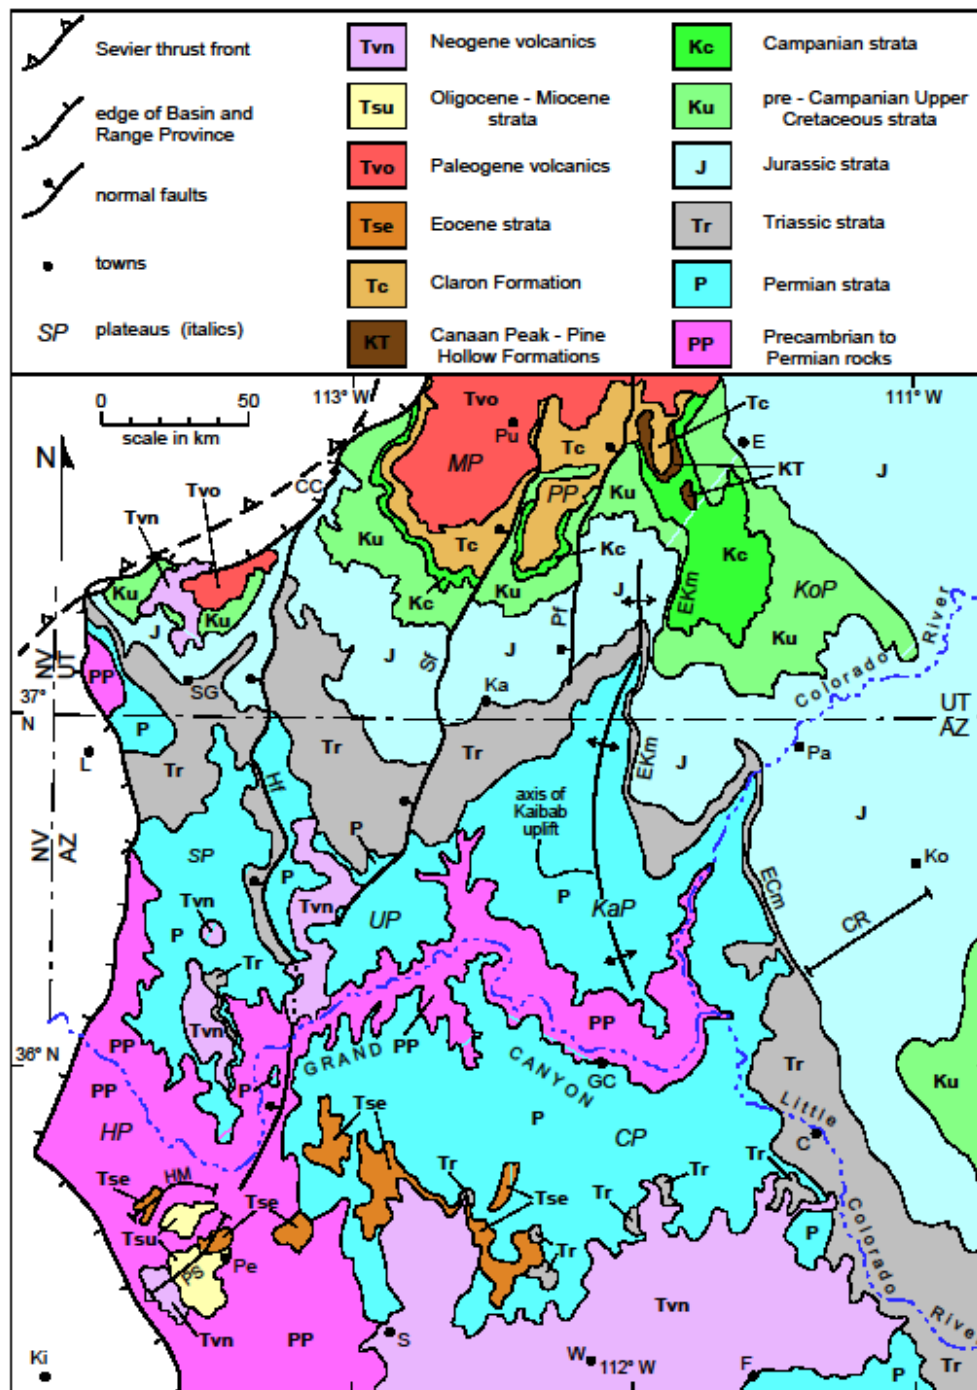 Sevier thrust front
edge of Basin and
Range Province
normal faults
towns
SP plateaus (italics)
Tvn Neogene volcanics
Tsu Oligocene - Miocene
strata
Tvo Paleogene volcanics
Tse Eocene strata
Tc Claron Formation
KT Canaan Peak - Pine
Hollow Formations
Kc Campanian strata
Ku pre - Campanian Upper
Cretaceous strata
J Jurassic strata
Tr Triassic strata
P Permian strata
PP Precambrian to
Permian rocks
0 50
scale in km
113° W
111° W
N
Tvo
Pu
MP
Tc
Tc
E
KT
J
CC
PP
Tvo
Tvn
Ku
Ku
Kc
Kc
Tc
Kc
Ku
KoP
Ku
Ku
J
EKm
Ku
J
J
J
Sf
Pf
Colorado River
NV UT
PP
SG
Ka
37°
N
UT
AZ
P
L
Tr
Tr
Tr
EKm
J
Pa
Hf
axis of
Kaibab
uplift
J
NV AZ
SP
P
P
Ko
Tvn
P
Tvn
UP
P
KaP
ECm
CR
Tr
Tvn
PP
36° N
PP
P
GRAND
PP
CANYON
GC
PP
Tr
Ku
HP
Tse
P
CP
Little
C
Tr
HM
Tse
Tse
Tr
Tse
Tr
Tr
Tsu
PS
Pe
Tr
P
Colorado
River
Tvn
PP
S
Tvn
Ki
W
112° W
F
P
Tr